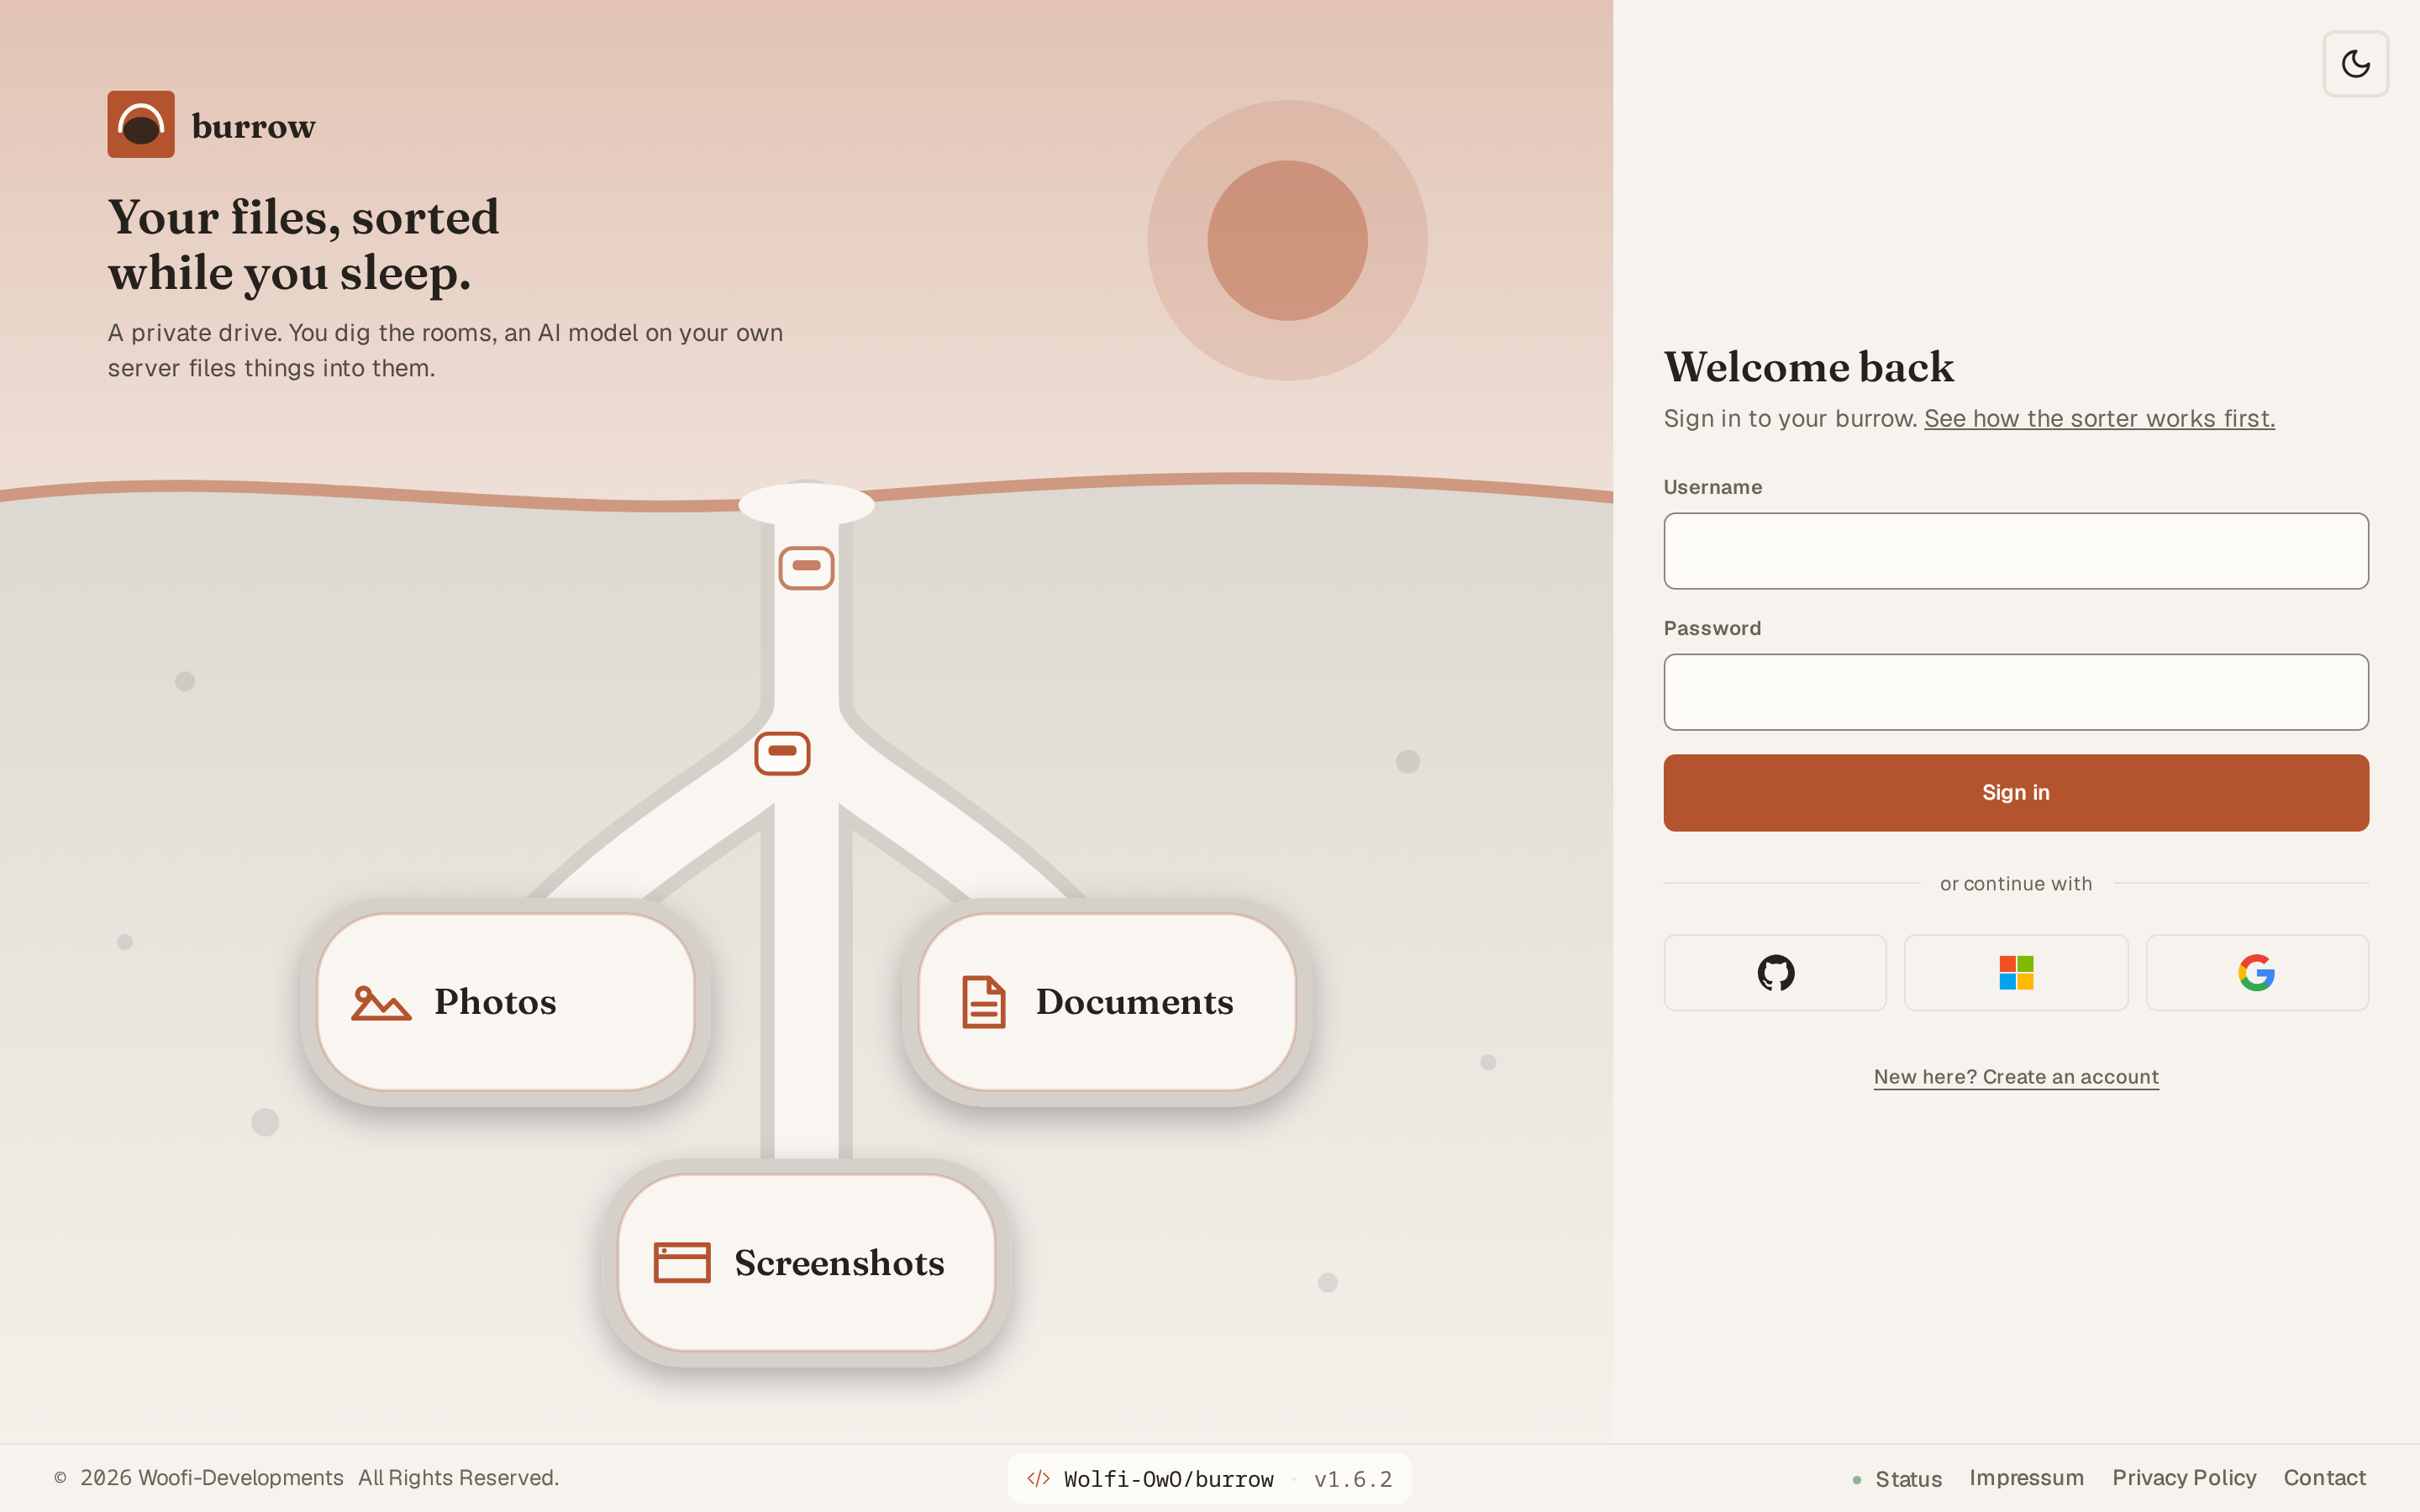 burrow
Your files, sorted
while you sleep.
A private drive. You dig the rooms, an AI model on your own
server files things into them.
Photos
Documents
Screenshots
Welcome back
Sign in to your burrow. See how the sorter works first.
Username
Password
Sign in
or continue with
New here? Create an account
© 2026 Woofi-Developments All Rights Reserved.
Wolfi-OwO/burrow · v1.6.2
Status Impressum Privacy Policy Contact